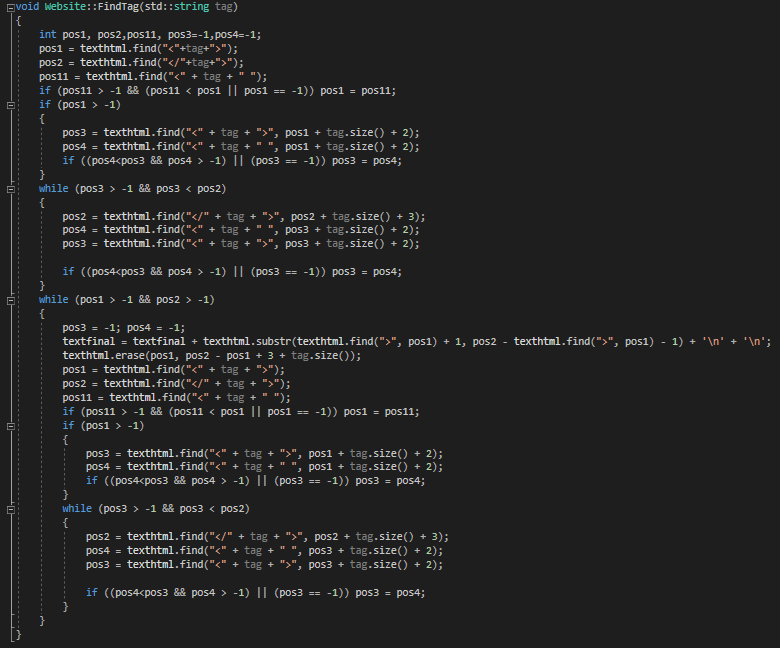 void Website::FindTag(std::string tag)
{
    int pos1, pos2,pos11, pos3=-1,pos4=-1;
    pos1 = texthtml.find("<"+tag+">");
    pos2 = texthtml.find("</"+tag+">");
    pos11 = texthtml.find("<" + tag + " ");
    if (pos11 > -1 && (pos11 < pos1 || pos1 == -1)) pos1 = pos11;
    if (pos1 > -1)
    {
        pos3 = texthtml.find("<" + tag + ">", pos1 + tag.size() + 2);
        pos4 = texthtml.find("<" + tag + " ", pos1 + tag.size() + 2);
        if ((pos4<pos3 && pos4 > -1) || (pos3 == -1)) pos3 = pos4;
    }
    while (pos3 > -1 && pos3 < pos2)
    {
        pos2 = texthtml.find("</" + tag + ">", pos2 + tag.size() + 3);
        pos4 = texthtml.find("<" + tag + " ", pos3 + tag.size() + 2);
        pos3 = texthtml.find("<" + tag + ">", pos3 + tag.size() + 2);

        if ((pos4<pos3 && pos4 > -1) || (pos3 == -1)) pos3 = pos4;
    }
    while (pos1 > -1 && pos2 > -1)
    {
        pos3 = -1; pos4 = -1;
        textfinal = textfinal + texthtml.substr(texthtml.find(">", pos1) + 1, pos2 - texthtml.find(">", pos1) - 1) + '\n' + '\n';
        texthtml.erase(pos1, pos2 - pos1 + 3 + tag.size());
        pos1 = texthtml.find("<" + tag + ">");
        pos2 = texthtml.find("</" + tag + ">");
        pos11 = texthtml.find("<" + tag + " ");
        if (pos11 > -1 && (pos11 < pos1 || pos1 == -1)) pos1 = pos11;
        if (pos1 > -1)
        {
            pos3 = texthtml.find("<" + tag + ">", pos1 + tag.size() + 2);
            pos4 = texthtml.find("<" + tag + " ", pos1 + tag.size() + 2);
            if ((pos4<pos3 && pos4 > -1) || (pos3 == -1)) pos3 = pos4;
        }
        while (pos3 > -1 && pos3 < pos2)
        {
            pos2 = texthtml.find("</" + tag + ">", pos2 + tag.size() + 3);
            pos4 = texthtml.find("<" + tag + " ", pos3 + tag.size() + 2);
            pos3 = texthtml.find("<" + tag + ">", pos3 + tag.size() + 2);

            if ((pos4<pos3 && pos4 > -1) || (pos3 == -1)) pos3 = pos4;
        }
    }
}